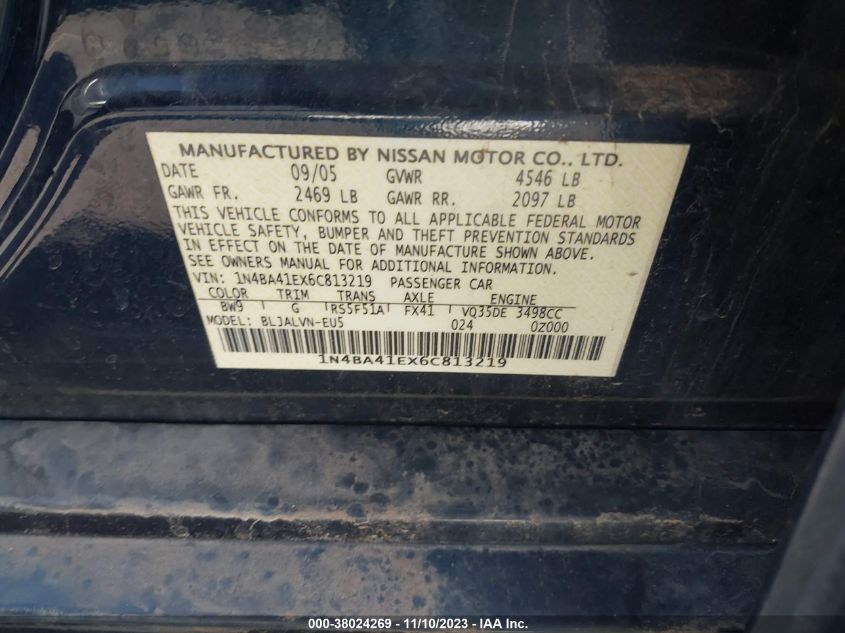 MANUFACTURED BY NISSAN MOTOR CO., LTD.
DATE 09/05 GVWR 4546 LB
GAWR FR. 2469 LB GAWR RR. 2097 LB
THIS VEHICLE CONFORMS TO ALL APPLICABLE FEDERAL MOTOR
VEHICLE SAFETY, BUMPER AND THEFT PREVENTION STANDARDS
IN EFFECT ON THE DATE OF MANUFACTURE SHOWN ABOVE.
SEE OWNERS MANUAL FOR ADDITIONAL INFORMATION.
VIN: 1N4BA41EX6C813219 PASSENGER CAR
COLOR TRIM TRANS AXLE ENGINE
BW9 G RS5F51A FX41 VQ35DE 3498CC
MODEL: BLJALVN-EU5 024 0Z000
1N4BA41EX6C813219
000-38024269 - 11/10/2023 - IAA Inc.